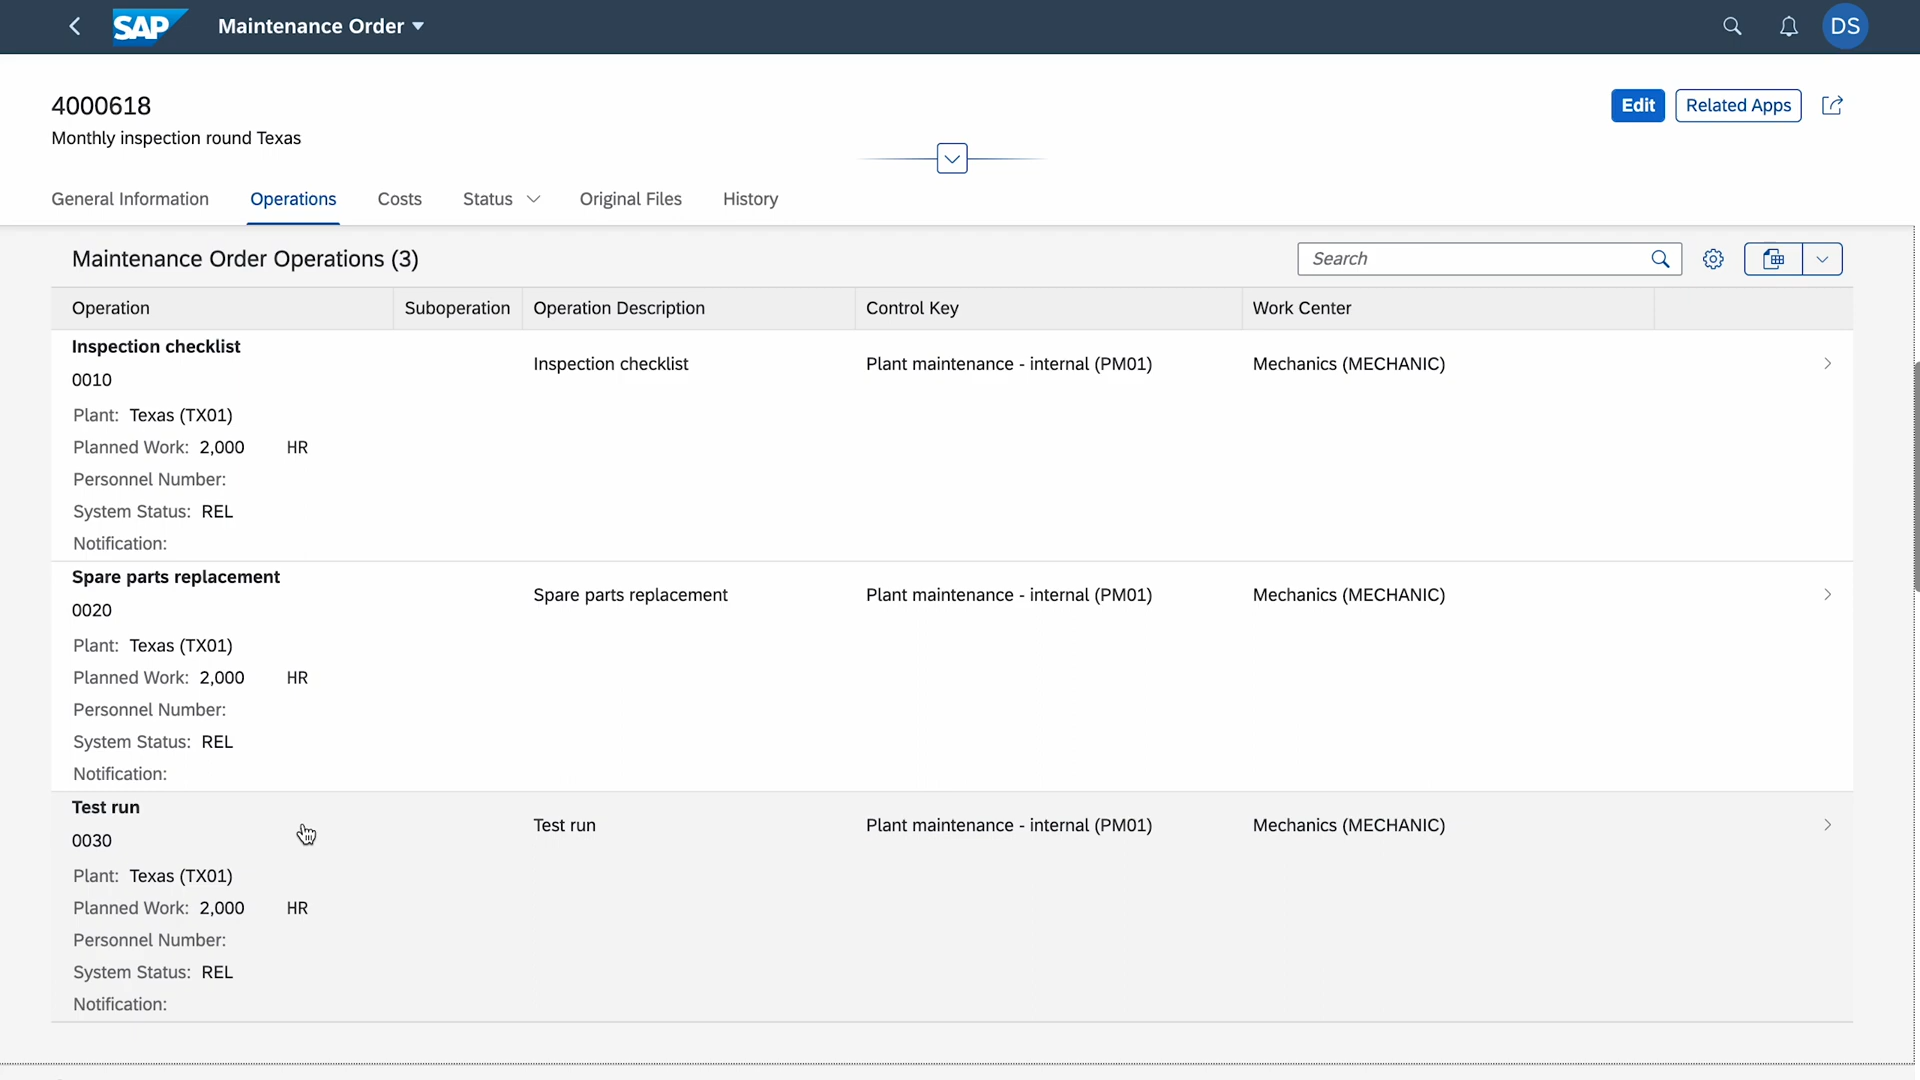 SAP Maintenance Order DS
4000618 Edit Related Apps
Monthly inspection round Texas
General Information Operations Costs Status Original Files History
Maintenance Order Operations (3) Search
Operation Suboperation Operation Description Control Key Work Center
Inspection checklist
0010 Inspection checklist Plant maintenance - internal (PM01) Mechanics (MECHANIC)
Plant: Texas (TX01)
Planned Work: 2,000 HR
Personnel Number:
System Status: REL
Notification:
Spare parts replacement
0020 Spare parts replacement Plant maintenance - internal (PM01) Mechanics (MECHANIC)
Plant: Texas (TX01)
Planned Work: 2,000 HR
Personnel Number:
System Status: REL
Notification:
Test run
0030 Test run Plant maintenance - internal (PM01) Mechanics (MECHANIC)
Plant: Texas (TX01)
Planned Work: 2,000 HR
Personnel Number:
System Status: REL
Notification: